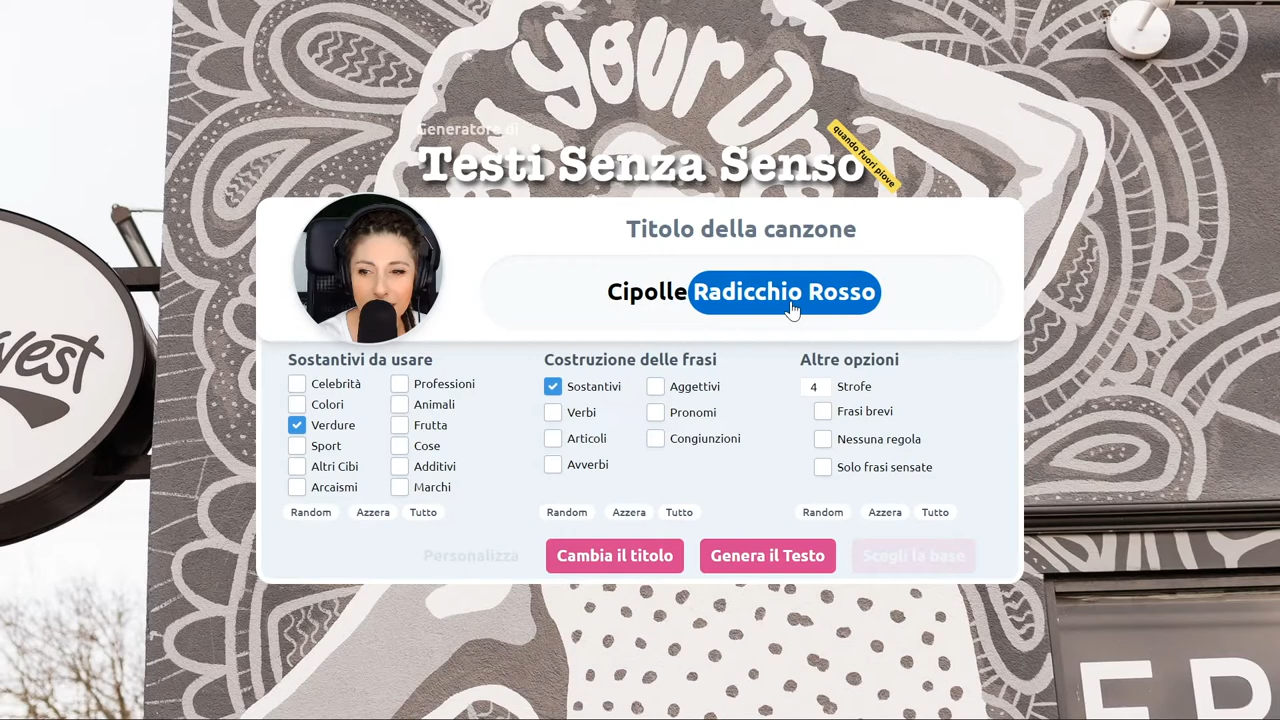 Your Dr
west
Generatore di
Testi Senza Senso
quando fuori piove
Titolo della canzone
Cipolle Radicchio Rosso
Sostantivi da usare
Celebrità
Professioni
Colori
Animali
Verdure
Frutta
Sport
Cose
Altri Cibi
Additivi
Arcaismi
Marchi
Random
Azzera
Tutto
Costruzione delle frasi
Sostantivi
Aggettivi
Verbi
Pronomi
Articoli
Congiunzioni
Avverbi
Random
Azzera
Tutto
Altre opzioni
4 Strofe
Frasi brevi
Nessuna regola
Solo frasi sensate
Random
Azzera
Tutto
Personalizza
Cambia il titolo
Genera il Testo
Scegli la base